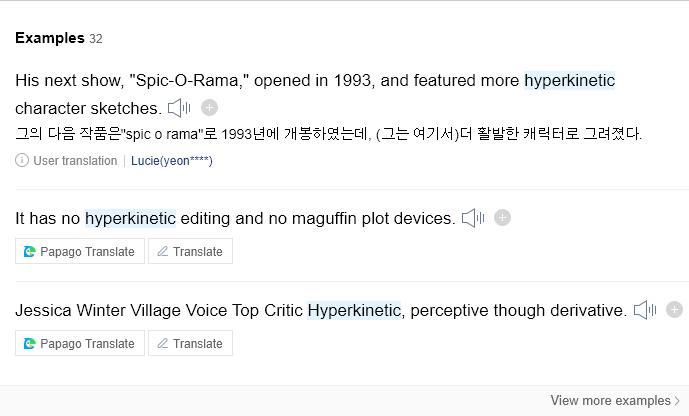 Examples 32
His next show, "Spic-O-Rama," opened in 1993, and featured more hyperkinetic
character sketches.
그의 다음 작품은"spic o rama"로 1993년에 개봉하였는데, (그는 여기서)더 활발한 캐릭터로 그려졌다.
User translation | Lucie(yeon****)
It has no hyperkinetic editing and no maguffin plot devices.
Papago Translate Translate
Jessica Winter Village Voice Top Critic Hyperkinetic, perceptive though derivative.
Papago Translate Translate
View more examples